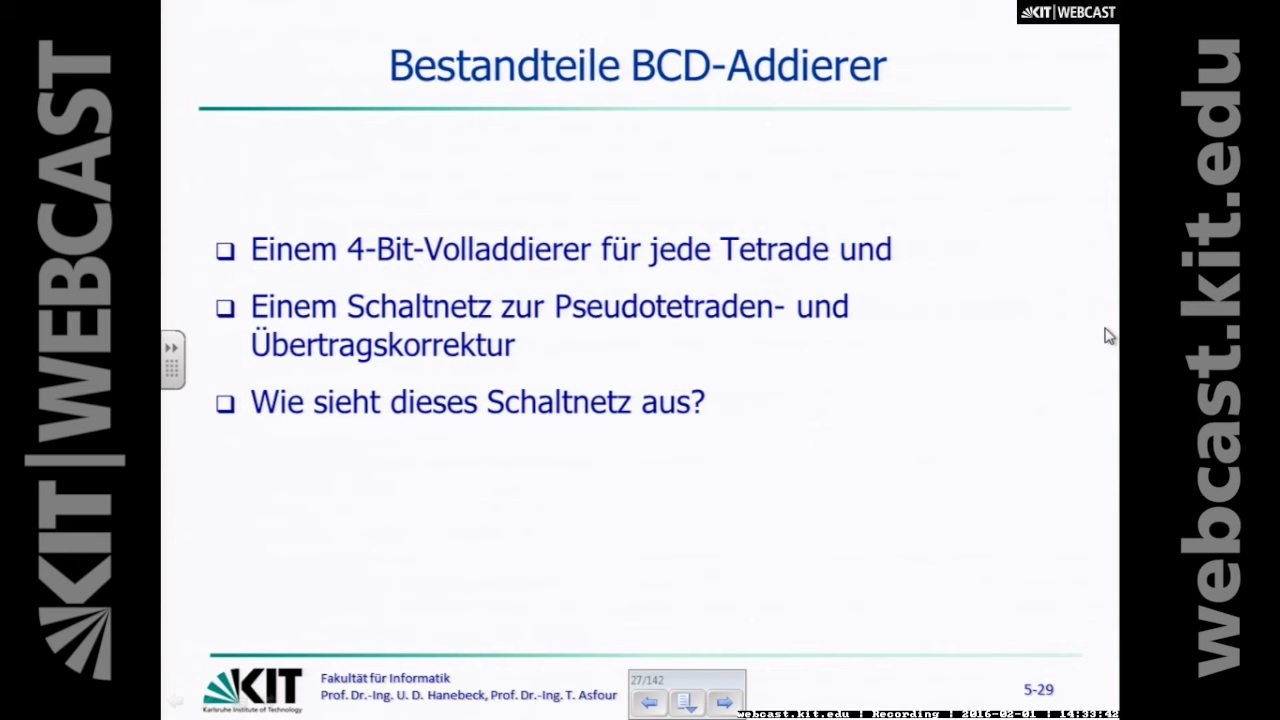 KIT | WEBCAST
Bestandteile BCD-Addierer
Einem 4-Bit-Volladdierer für jede Tetrade und
Einem Schaltnetz zur Pseudotetraden- und
Übertragskorrektur
Wie sieht dieses Schaltnetz aus?
KIT
Karlsruhe Institute of Technology
Fakultät für Informatik
Prof. Dr.-Ing. U. D. Hanebeck, Prof. Dr.-Ing. T. Asfour
27/142
5-29
webcast.kit.edu | Recording | 2016-02-01 | 14:33:42
KIT | WEBCAST
webcast.kit.edu